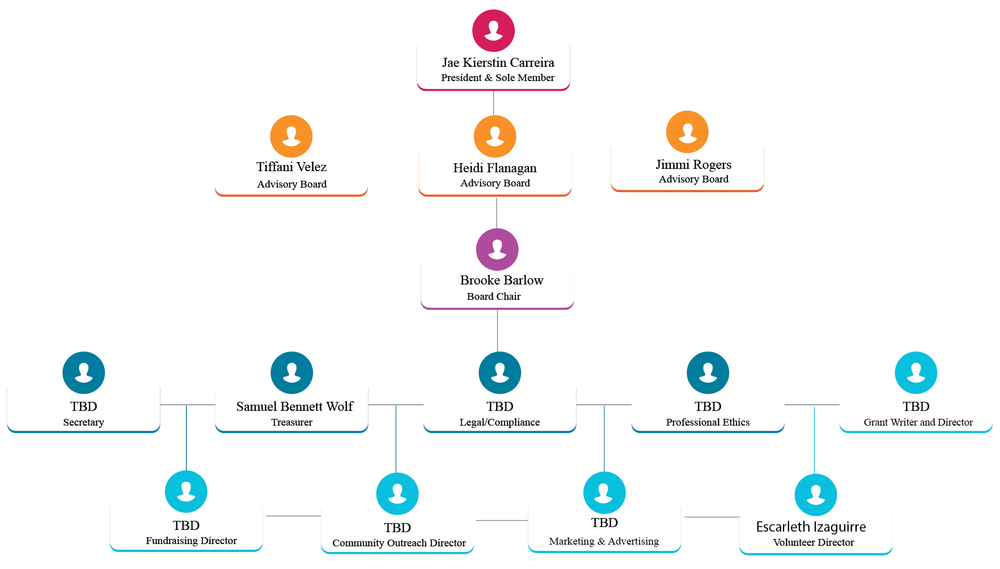 Jae Kierstin Carreira
President & Sole Member
Tiffani Velez
Advisory Board
Heidi Flanagan
Advisory Board
Jimmi Rogers
Advisory Board
Brooke Barlow
Board Chair
TBD
Secretary
Samuel Bennett Wolf
Treasurer
TBD
Legal/Compliance
TBD
Professional Ethics
TBD
Grant Writer and Director
TBD
Fundraising Director
TBD
Community Outreach Director
TBD
Marketing & Advertising
Escarleth Izaguirre
Volunteer Director